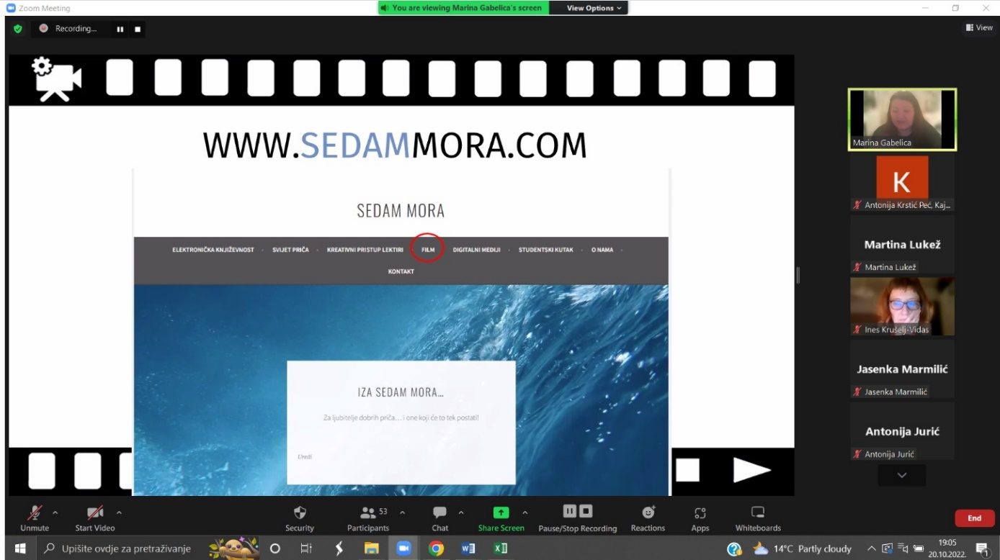 Zoom Meeting
You are viewing Marina Gabelica's screen
View Options
Recording...
View
WWW.SEDAMMORA.COM
SEDAM MORA
ELEKTRONIČKA KNJIŽEVNOST
SVIJET PRIČA
KREATIVNI PRISTUP LEKTIRI
FILM
DIGITALNI MEDIJI
STUDENTSKI KUTAK
O NAMA
KONTAKT
IZA SEDAM MORA...
Za ljubitelje dobrih priča... i one koji će to tek postati!
Uredi
Marina Gabelica
K
Antonija Krstić Peć, Kaj...
Martina Lukež
Martina Lukež
Ines Krušelj-Vidas
Jasenka Marmilić
Jasenka Marmilić
Antonija Jurić
Antonija Jurić
Unmute
Start Video
Security
53
Participants
Chat
Share Screen
Pause/Stop Recording
Reactions
Apps
Whiteboards
End
Upišite ovdje za pretraživanje
14°C Partly cloudy
19:05
20.10.2022.
1